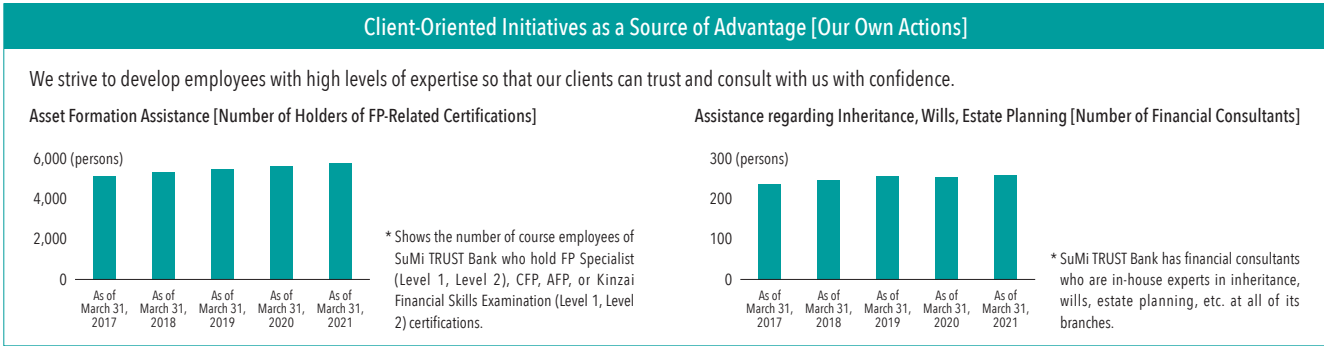 Client-Oriented Initiatives as a Source of Advantage [Our Own Actions]
We strive to develop employees with high levels of expertise so that our clients can trust and consult with us with confidence.
Asset Formation Assistance [Number of Holders of FP-Related Certifications]
6,000 (persons)
4,000
2,000
0
As of
March 31,
2017
As of
March 31,
2018
As of
March 31,
2019
As of
March 31,
2020
As of
March 31,
2021
* Shows the number of course employees of
SuMi TRUST Bank who hold FP Specialist
(Level 1, Level 2), CFP, AFP, or Kinzai
Financial Skills Examination (Level 1, Level
2) certifications.
Assistance regarding Inheritance, Wills, Estate Planning [Number of Financial Consultants]
300 (persons)
200
100
0
As of
March 31,
2017
As of
March 31,
2018
As of
March 31,
2019
As of
March 31,
2020
As of
March 31,
2021
* SuMi TRUST Bank has financial consultants
who are in-house experts in inheritance,
wills, estate planning, etc. at all of its
branches.